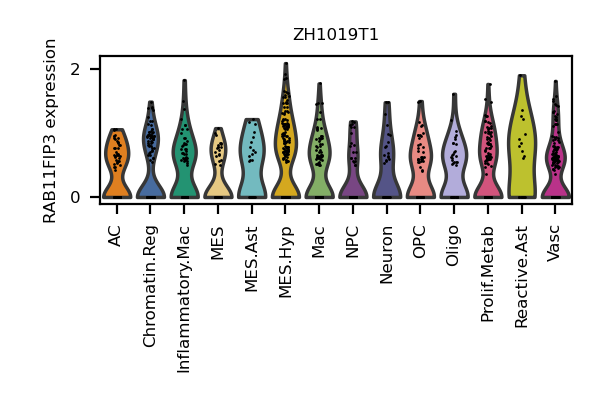 ZH1019T1
RAB11FIP3 expression
2
0
AC
Chromatin.Reg
Inflammatory.Mac
MES
MES.Ast
MES.Hyp
Mac
NPC
Neuron
OPC
Oligo
Prolif.Metab
Reactive.Ast
Vasc